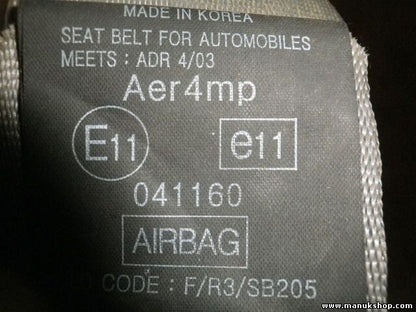 MADE IN KOREA
SEAT BELT FOR AUTOMOBILES
MEETS : ADR 4/03
Aer4mp
E11 e11
041160
AIRBAG
CODE : F/R3/SB205
www.manukshop.com